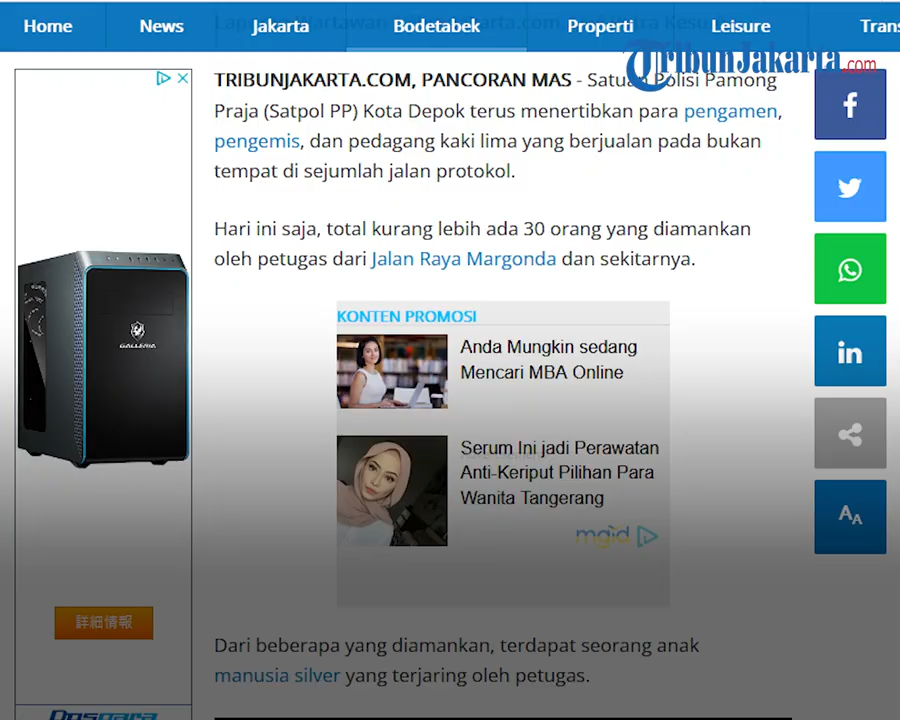 Home News Jakarta Bodetabek Properti Leisure Trans
TribunJakarta.com
TRIBUNJAKARTA.COM, PANCORAN MAS - Satuan Polisi Pamong
Praja (Satpol PP) Kota Depok terus menertibkan para pengamen,
pengemis, dan pedagang kaki lima yang berjualan pada bukan
tempat di sejumlah jalan protokol.
Hari ini saja, total kurang lebih ada 30 orang yang diamankan
oleh petugas dari Jalan Raya Margonda dan sekitarnya.
GALLERIA
詳細情報
KONTEN PROMOSI
Anda Mungkin sedang
Mencari MBA Online
Serum Ini jadi Perawatan
Anti-Keriput Pilihan Para
Wanita Tangerang
mgid
Dari beberapa yang diamankan, terdapat seorang anak
manusia silver yang terjaring oleh petugas.